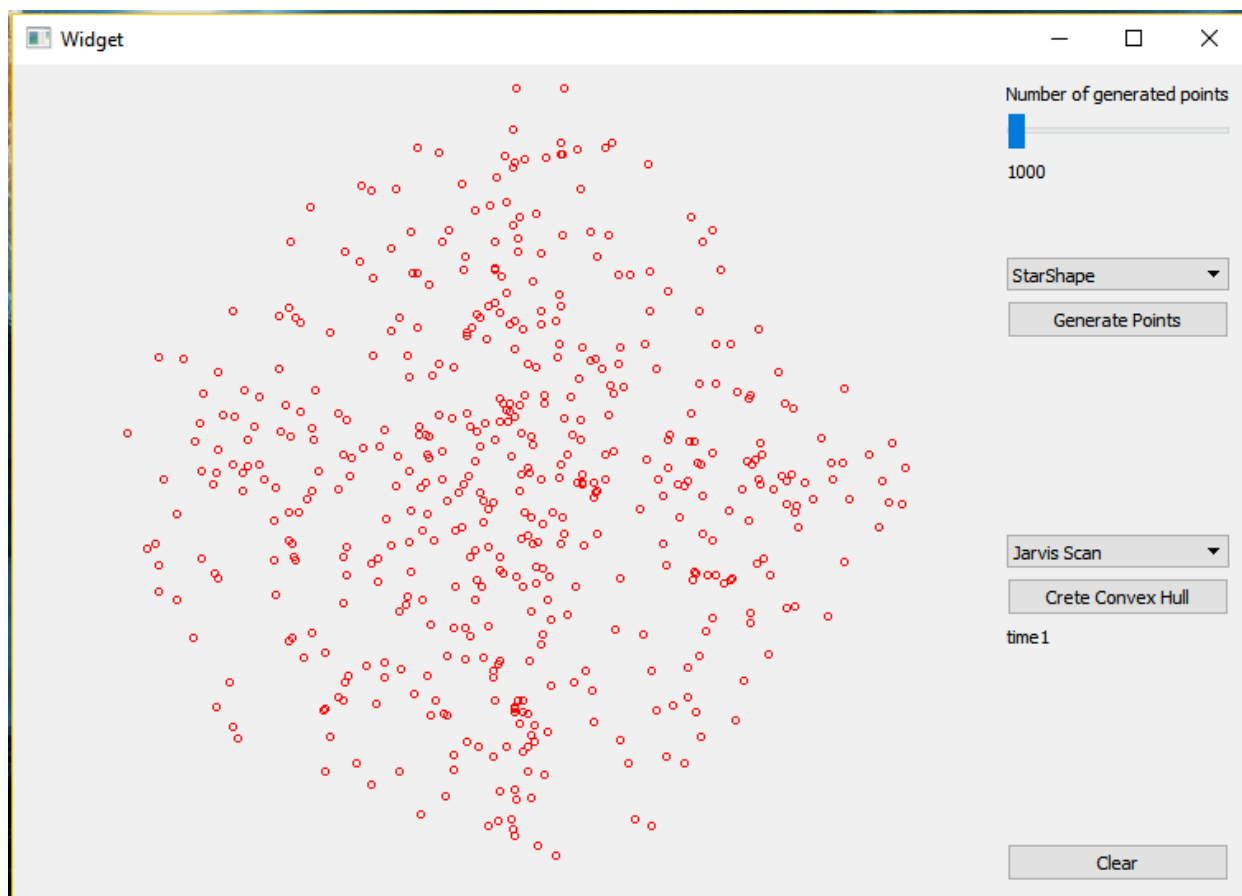 Widget
Number of generated points
1000
StarShape
Generate Points
Jarvis Scan
Crete Convex Hull
time1
Clear